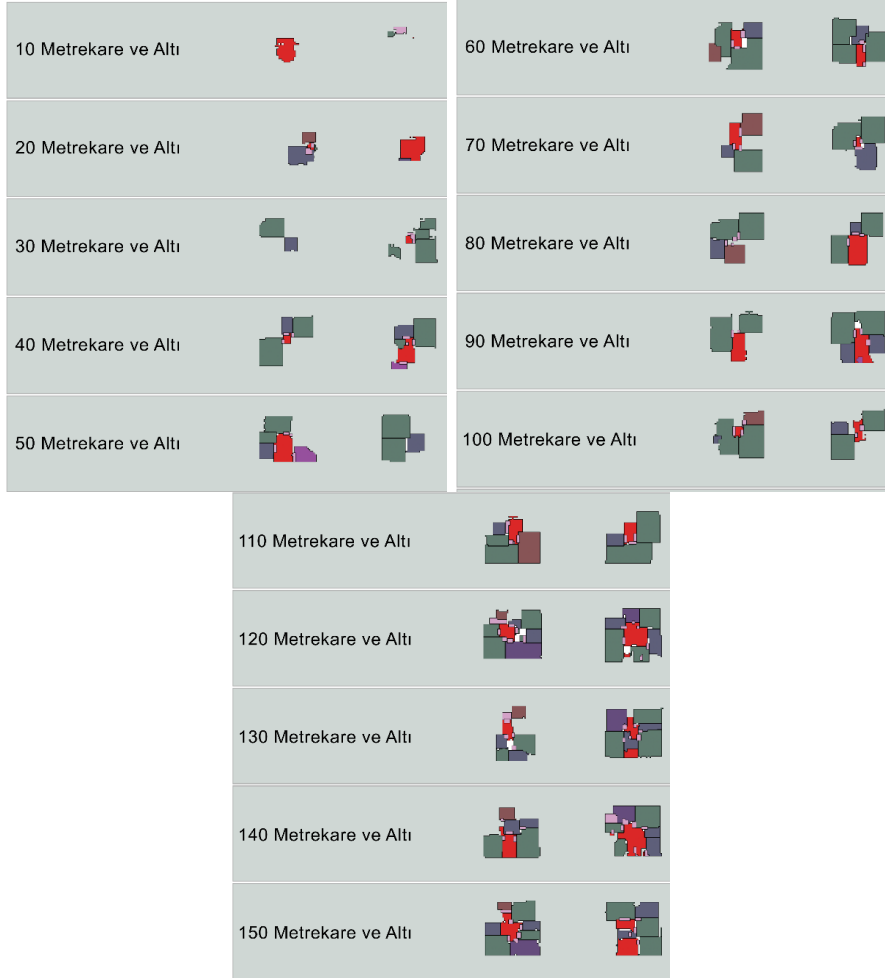 10 Metrekare ve Altı
20 Metrekare ve Altı
30 Metrekare ve Altı
40 Metrekare ve Altı
50 Metrekare ve Altı
60 Metrekare ve Altı
70 Metrekare ve Altı
80 Metrekare ve Altı
90 Metrekare ve Altı
100 Metrekare ve Altı
110 Metrekare ve Altı
120 Metrekare ve Altı
130 Metrekare ve Altı
140 Metrekare ve Altı
150 Metrekare ve Altı